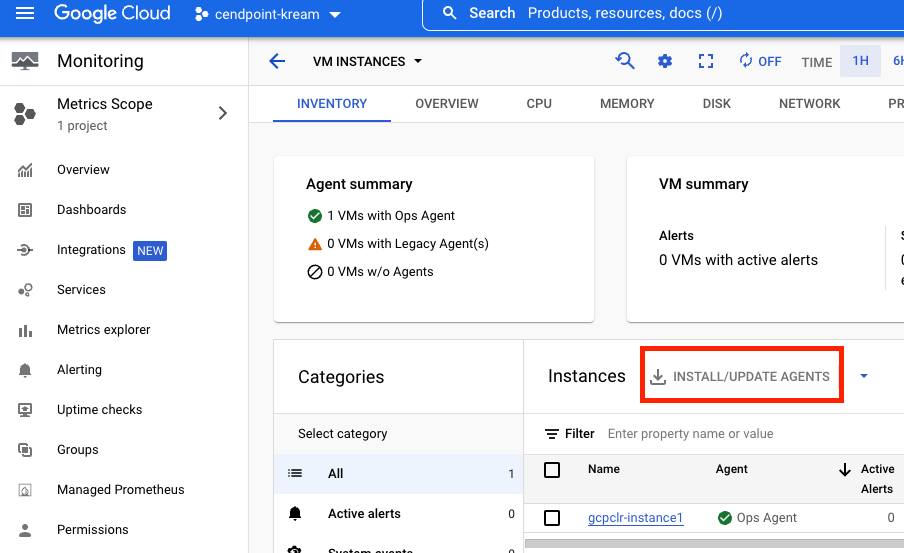 Google Cloud
cendpoint-kream
Search Products, resources, docs (/)
Monitoring
VM INSTANCES
OFF
TIME
1H
6H
Metrics Scope
1 project
INVENTORY
OVERVIEW
CPU
MEMORY
DISK
NETWORK
PR
Overview
Dashboards
Integrations NEW
Services
Metrics explorer
Alerting
Uptime checks
Groups
Managed Prometheus
Permissions
Agent summary
1 VMs with Ops Agent
0 VMs with Legacy Agent(s)
0 VMs w/o Agents
VM summary
Alerts
0 VMs with active alerts
Categories
Select category
All 1
Active alerts 0
System events 0
Instances
INSTALL/UPDATE AGENTS
Filter Enter property name or value
Name
Agent
Active
Alerts
gcpclr-instance1
Ops Agent
0